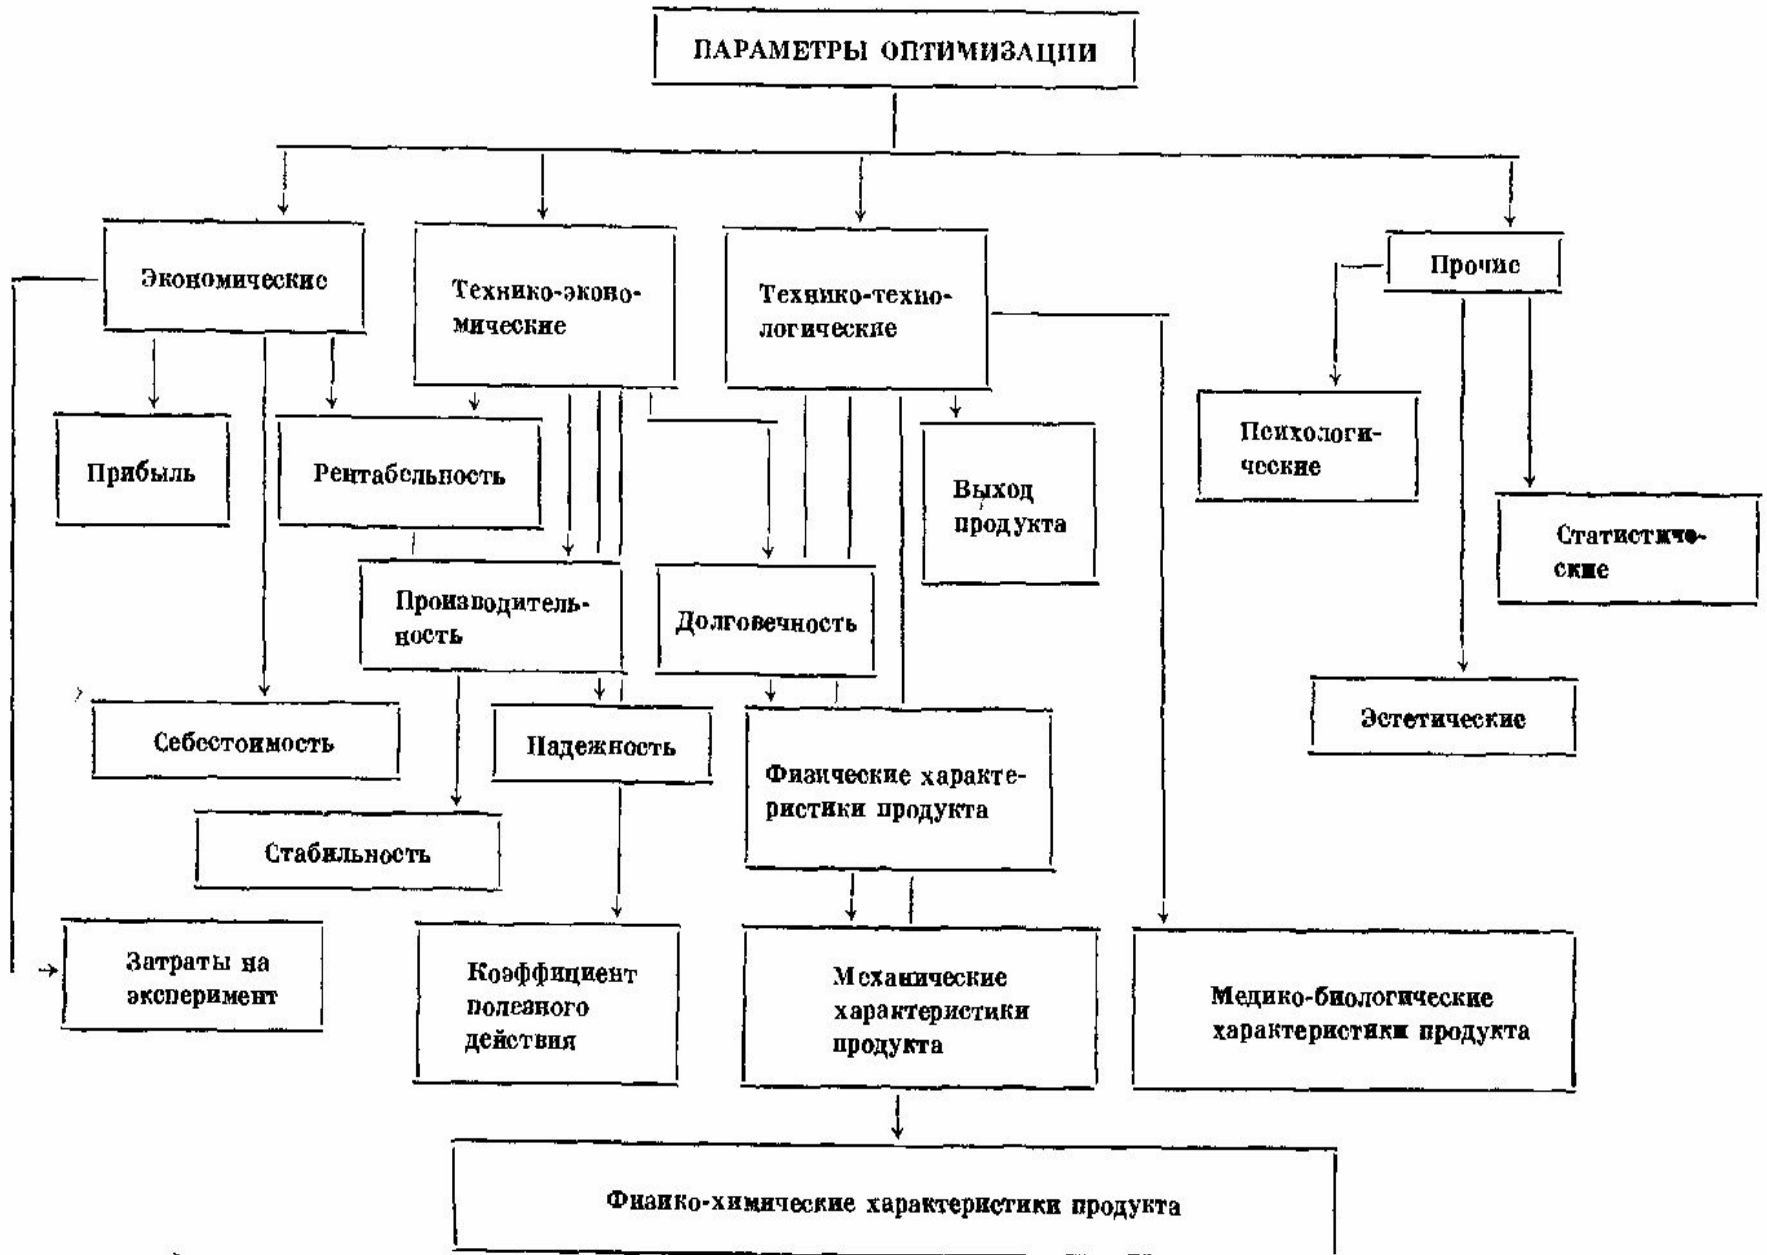 ПАРАМЕТРЫ ОПТИМИЗАЦИИ
Экономические
Технико-эконо-
мические
Технико-техно-
логические
Прочие
Прибыль
Рентабельность
Выход
продукта
Психологи-
ческие
Статистиче-
ские
Производитель-
ность
Долговечность
Эстетические
Себестоимость
Надежность
Физические характе-
ристики продукта
Стабильность
Затраты на
эксперимент
Коэффициент
полезного
действия
Механические
характеристики
продукта
Медико-биологические
характеристики продукта
Физико-химические характеристики продукта